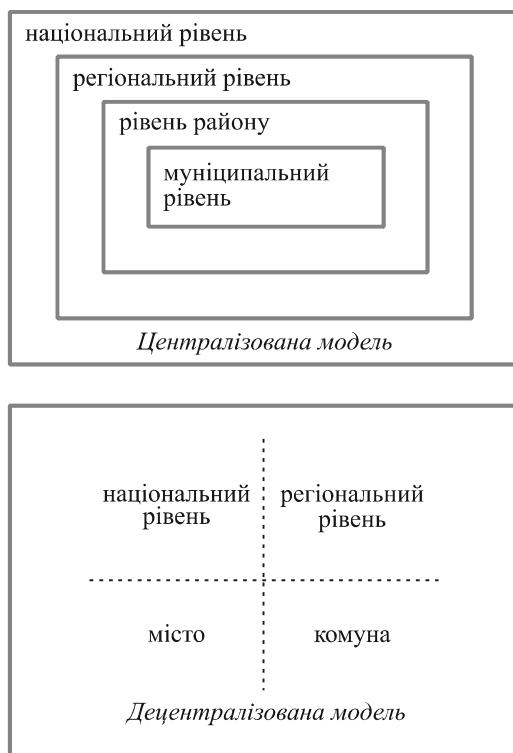 національний рівень
регіональний рівень
рівень району
муніципальний
рівень
Централізована модель
національний
рівень
регіональний
рівень
місто
комуна
Децентралізована модель